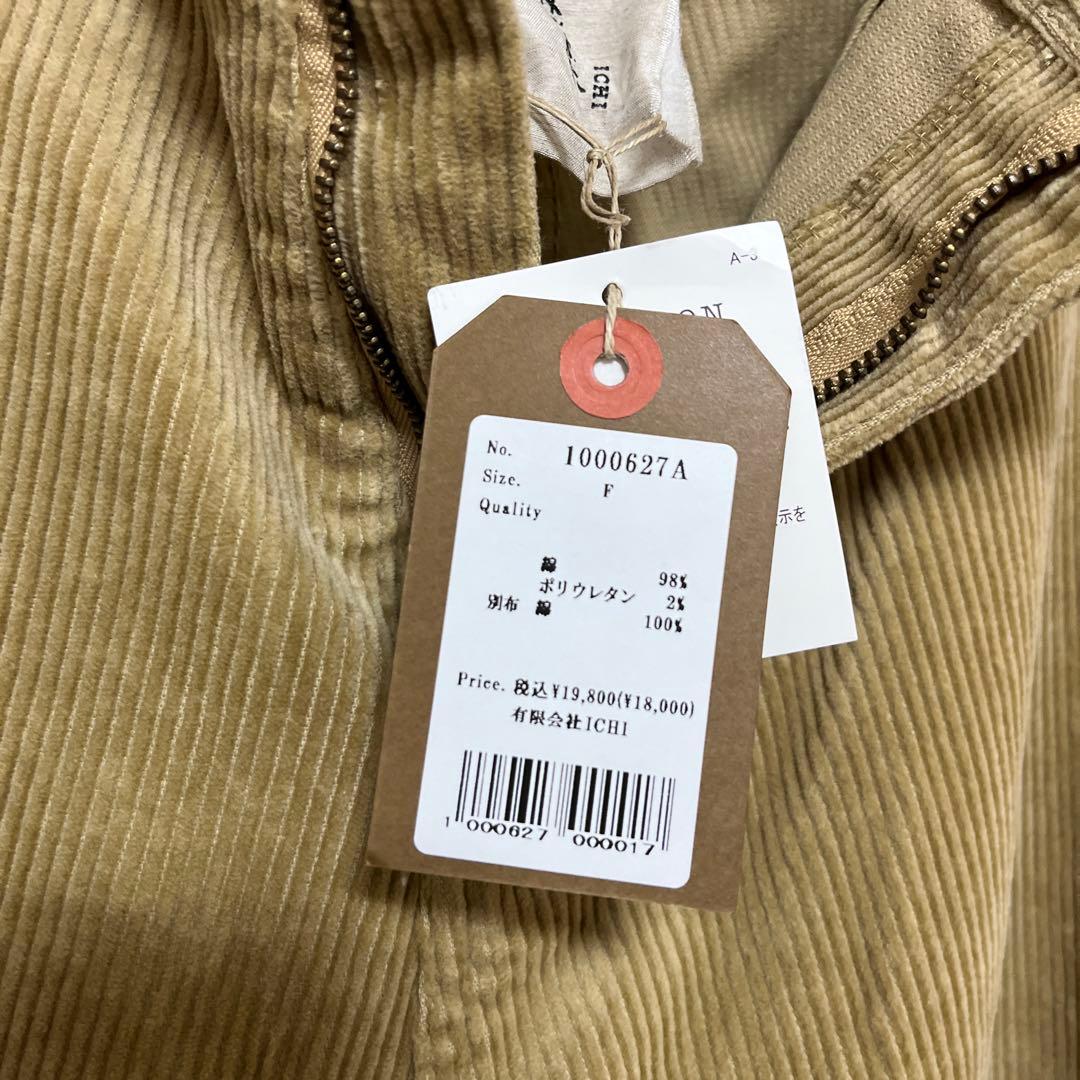 ICHI
A-3
ON
No. 1000627A
Size. F
Quality
綿 98%
ポリウレタン 2%
別布 綿 100%
示を
Price. 税込¥19,800(¥18,000)
有限会社ICHI
1 000627 000017